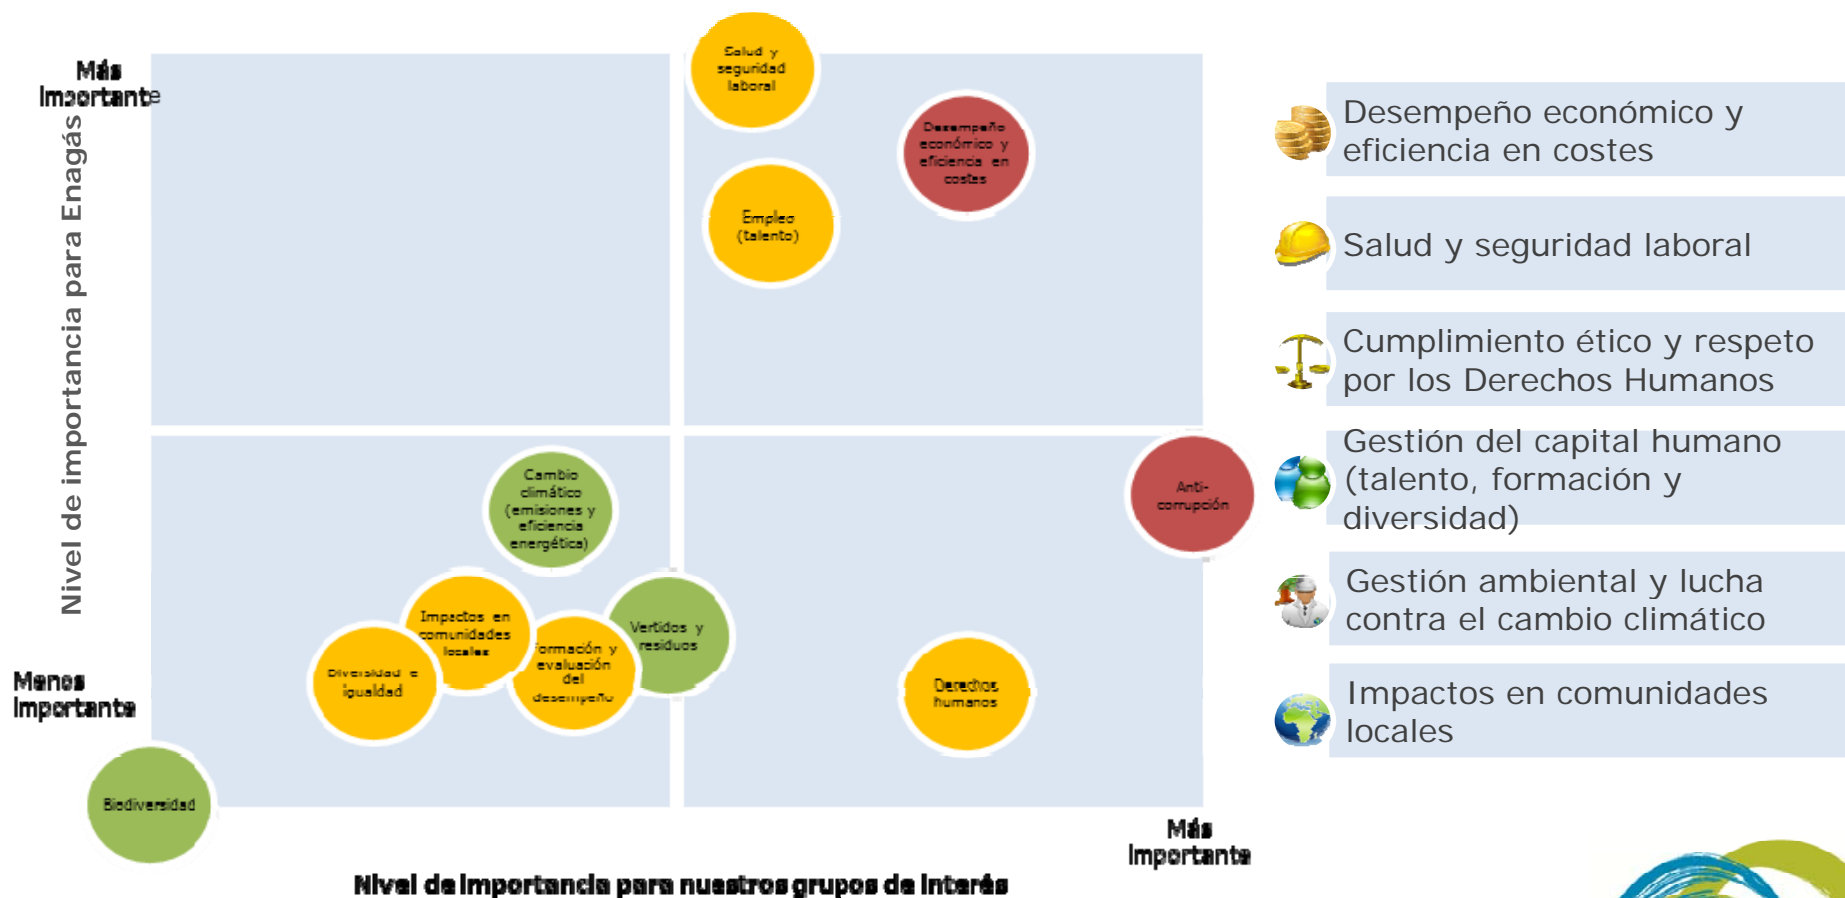 Más
Importante
Nivel de importancia para Enagás
Menos
Importante
Salud y
seguridad
laboral
Desempeño
económico y
eficiencia en
costes
Empleo
(talento)
Cambio
climático
(emisiones y
eficiencia
energética)
Anti-
corrupción
Impactos en
comunidades
locales
Vertidos y
residuos
Formación y
evaluación
del
desempeño
Diversidad e
igualdad
Derechos
humanos
Biodiversidad
Más
Importante
Nivel de importancia para nuestros grupos de interés
Desempeño económico y
eficiencia en costes
Salud y seguridad laboral
Cumplimiento ético y respeto
por los Derechos Humanos
Gestión del capital humano
(talento, formación y
diversidad)
Gestión ambiental y lucha
contra el cambio climático
Impactos en comunidades
locales